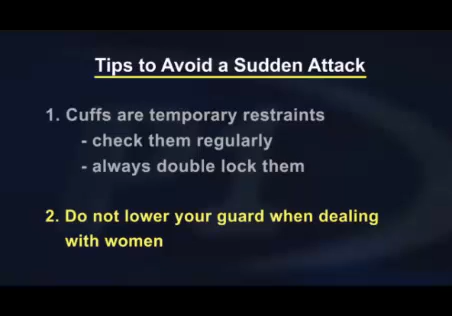 Tips to Avoid a Sudden Attack
1. Cuffs are temporary restraints
- check them regularly
- always double lock them
2. Do not lower your guard when dealing
with women